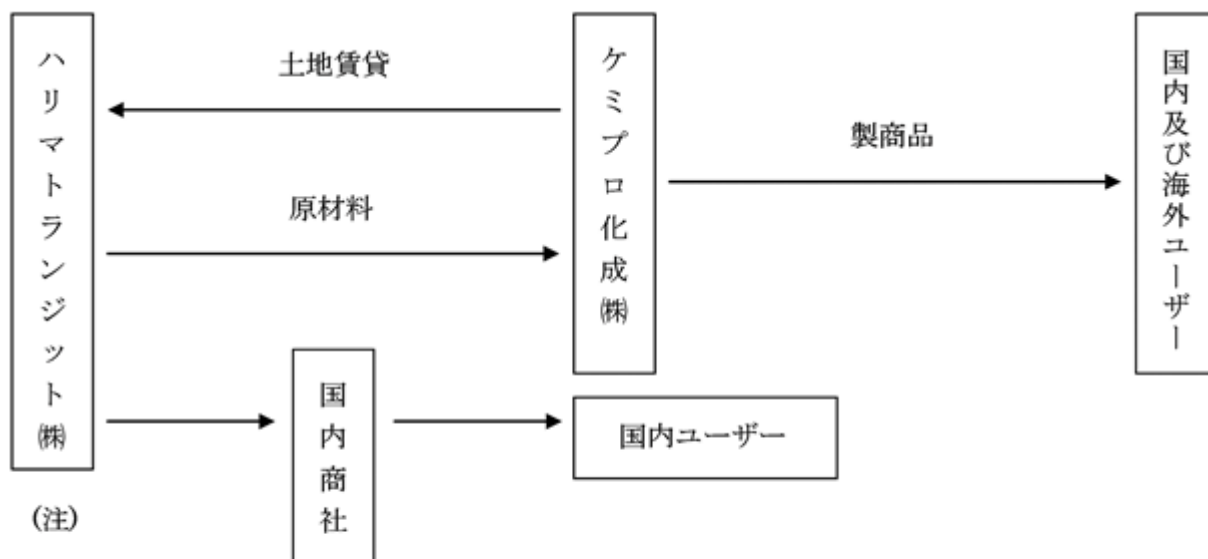 ハリマトランジット㈱
土地賃貸
原材料
ケミプロ化成㈱
製商品
国内及び海外ユーザー
国内商社
国内ユーザー
(注)